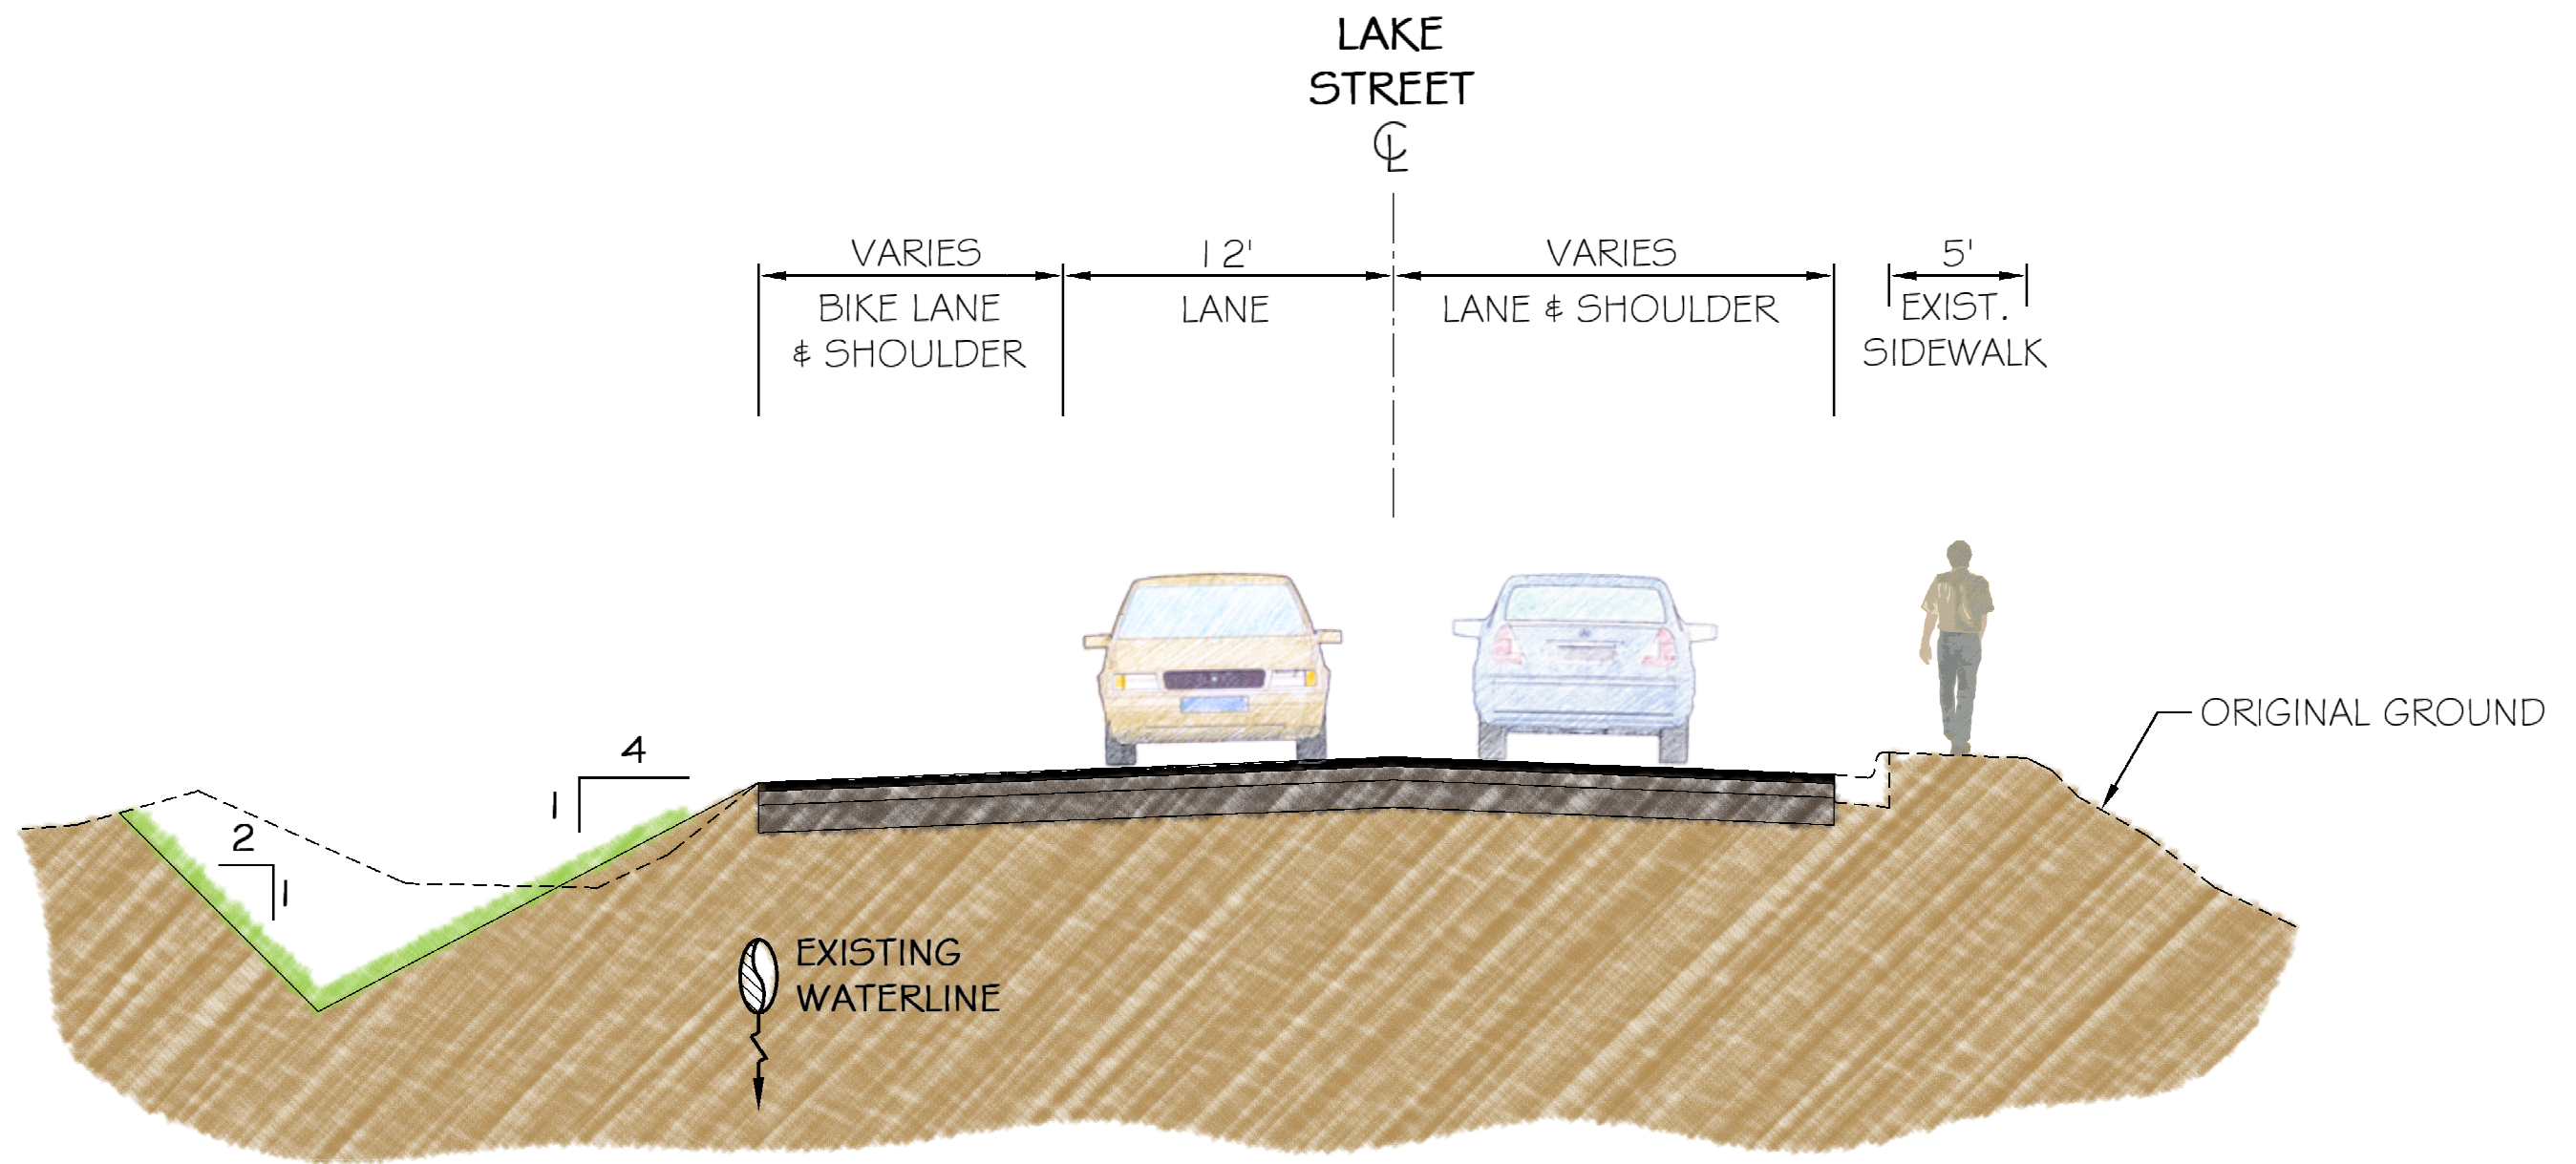 LAKE
STREET
CL
VARIES
12'
VARIES
5'
BIKE LANE
& SHOULDER
LANE
LANE & SHOULDER
EXIST.
SIDEWALK
ORIGINAL GROUND
4
1
2
1
EXISTING
WATERLINE